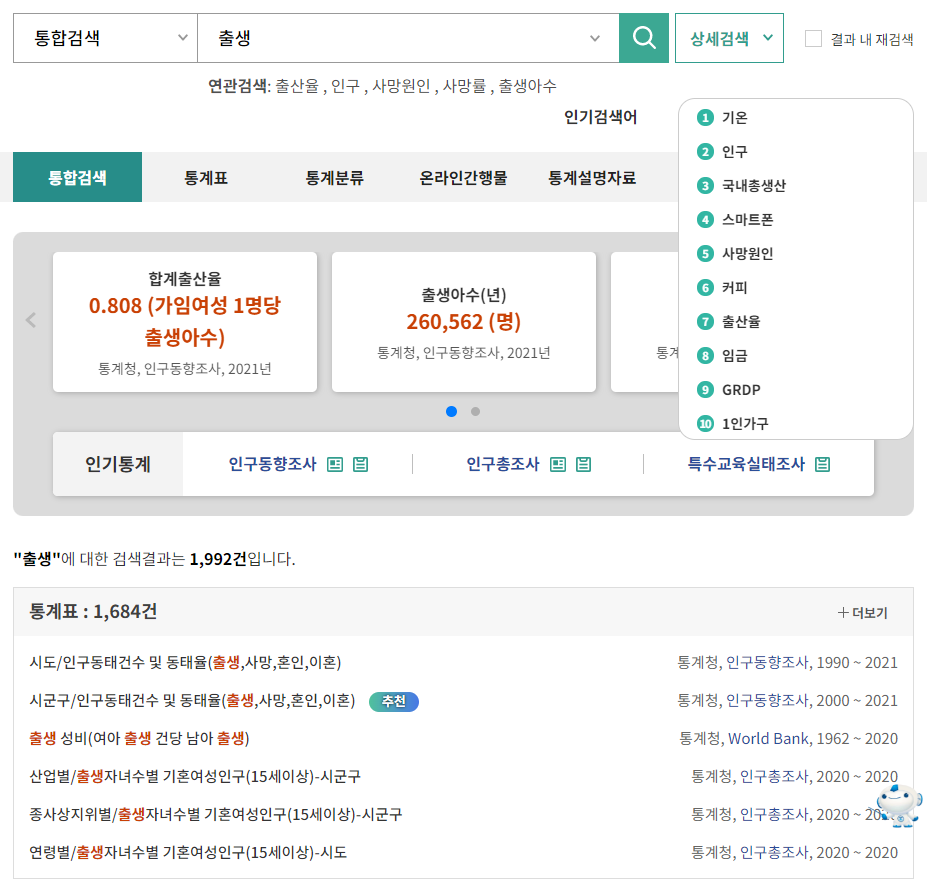 통합검색
출생
상세검색
결과 내 재검색
연관검색: 출산율 , 인구 , 사망원인 , 사망률 , 출생아수
인기검색어
1 기온
2 인구
3 국내총생산
4 스마트폰
5 사망원인
6 커피
7 출산율
8 임금
9 GRDP
10 1인가구
통합검색 통계표 통계분류 온라인간행물 통계설명자료
합계출산율
0.808 (가임여성 1명당
출생아수)
통계청, 인구동향조사, 2021년
출생아수(년)
260,562 (명)
통계청, 인구동향조사, 2021년
인기통계 인구동향조사 인구총조사 특수교육실태조사
"출생"에 대한 검색결과는 1,992건입니다.
통계표 : 1,684건 더보기
시도/인구동태건수 및 동태율(출생,사망,혼인,이혼) 통계청, 인구동향조사, 1990 ~ 2021
시군구/인구동태건수 및 동태율(출생,사망,혼인,이혼) 추천 통계청, 인구동향조사, 2000 ~ 2021
출생 성비(여아 출생 건당 남아 출생) 통계청, World Bank, 1962 ~ 2020
산업별/출생자녀수별 기혼여성인구(15세이상)-시군구 통계청, 인구총조사, 2020 ~ 2020
종사상지위별/출생자녀수별 기혼여성인구(15세이상)-시군구 통계청, 인구총조사, 2020 ~
연령별/출생자녀수별 기혼여성인구(15세이상)-시도 통계청, 인구총조사, 2020 ~ 2020